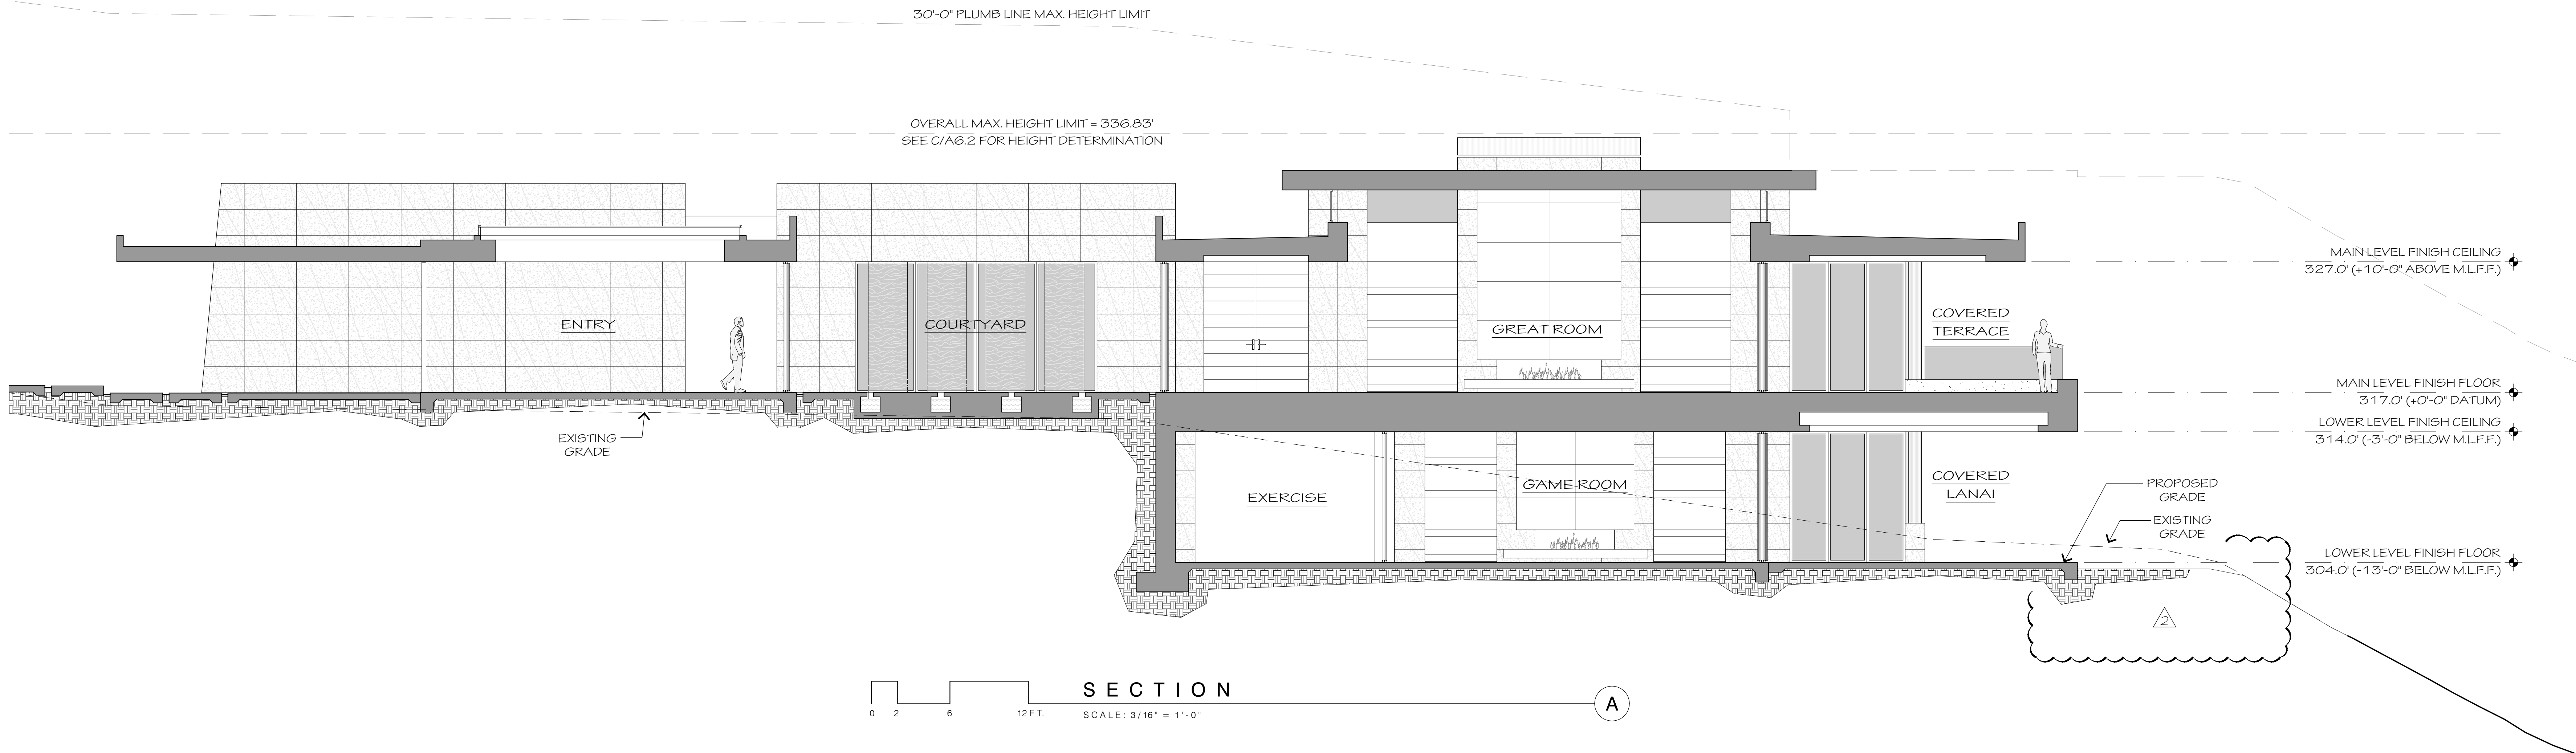 30'-0" PLUMB LINE MAX. HEIGHT LIMIT
OVERALL MAX. HEIGHT LIMIT = 336.83'
SEE C/A6.2 FOR HEIGHT DETERMINATION
MAIN LEVEL FINISH CEILING
327.0' (+10'-0" ABOVE M.L.F.F.)
ENTRY
COURTYARD
GREAT ROOM
COVERED
TERRACE
MAIN LEVEL FINISH FLOOR
317.0' (+0'-0" DATUM)
LOWER LEVEL FINISH CEILING
314.0' (-3'-0" BELOW M.L.F.F.)
EXISTING
GRADE
EXERCISE
GAME ROOM
COVERED
LANAI
PROPOSED
GRADE
EXISTING
GRADE
LOWER LEVEL FINISH FLOOR
304.0' (-13'-0" BELOW M.L.F.F.)
2
SECTION
A
0 2 6 12 FT.
SCALE: 3/16" = 1'-0"